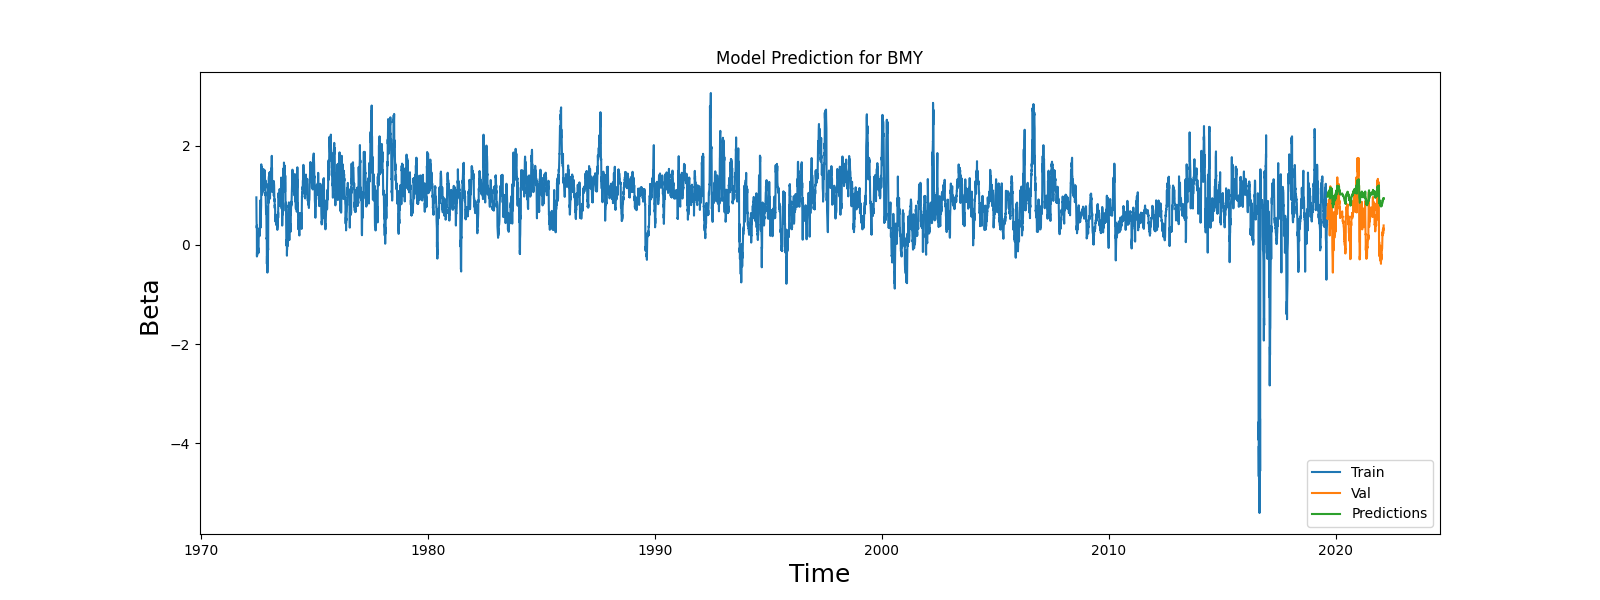 Model Prediction for BMY
Beta
2
0
−2
−4
1970
1980
1990
2000
2010
2020
Time
Train
Val
Predictions